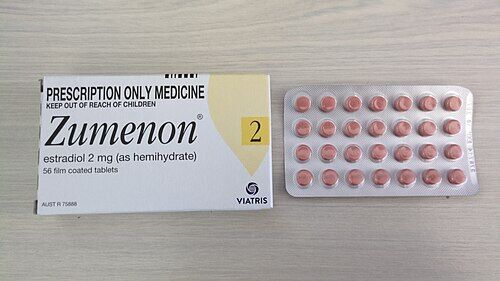 PRESCRIPTION ONLY MEDICINE
KEEP OUT OF REACH OF CHILDREN
Zumenon®
2
estradiol 2 mg (as hemihydrate)
56 film coated tablets
AUST R 75888
VIATRIS